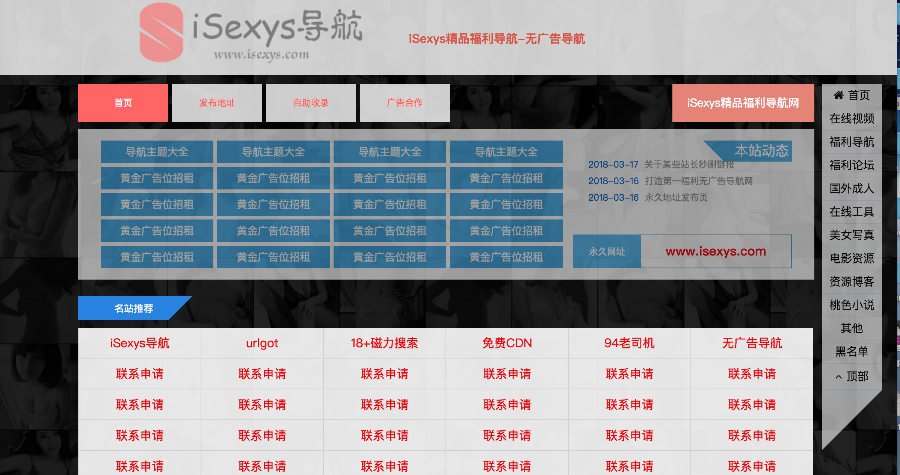 iSexys导航
www.isexys.com
iSexys精品福利导航-无广告导航
首页 发布地址 自助收录 广告合作 iSexys精品福利导航网
导航主题大全 导航主题大全 导航主题大全 导航主题大全
黄金广告位招租 黄金广告位招租 黄金广告位招租 黄金广告位招租
黄金广告位招租 黄金广告位招租 黄金广告位招租 黄金广告位招租
黄金广告位招租 黄金广告位招租 黄金广告位招租 黄金广告位招租
黄金广告位招租 黄金广告位招租 黄金广告位招租 黄金广告位招租
本站动态
2018-03-17 关于某些站长秒删链接
2018-03-16 打造第一福利无广告导航网
2018-03-16 永久地址发布页
永久网址 www.isexys.com
名站推荐
iSexys导航 urlgot 18+磁力搜索 免费CDN 94老司机 无广告导航
联系申请 联系申请 联系申请 联系申请 联系申请 联系申请
联系申请 联系申请 联系申请 联系申请 联系申请 联系申请
联系申请 联系申请 联系申请 联系申请 联系申请 联系申请
联系申请 联系申请 联系申请 联系申请 联系申请 联系申请
首页
在线视频
福利导航
福利论坛
国外成人
在线工具
美女写真
电影资源
资源博客
桃色小说
其他
黑名单
顶部